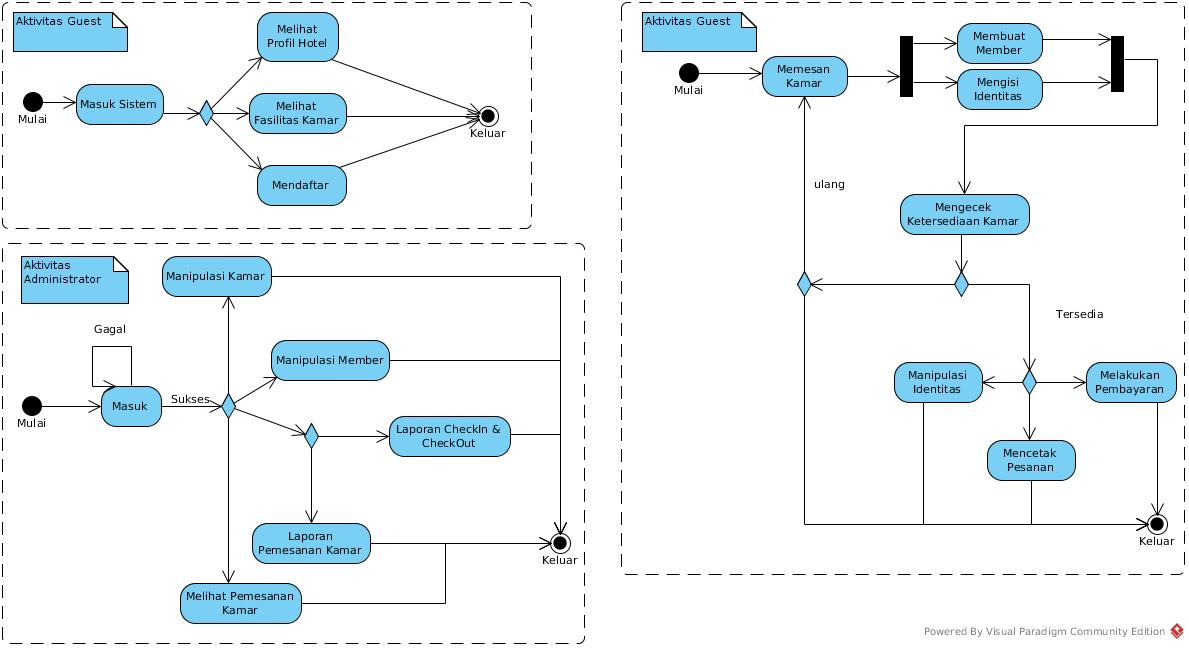 Aktivitas Guest
Melihat
Profil Hotel
Masuk Sistem
Mulai
Melihat
Fasilitas Kamar
Keluar
Mendaftar
Aktivitas
Administrator
Manipulasi Kamar
Gagal
Manipulasi Member
Mulai
Masuk
Sukses
Laporan CheckIn &
CheckOut
Laporan
Pemesanan Kamar
Keluar
Melihat Pemesanan
Kamar
Aktivitas Guest
Mulai
Memesan
Kamar
Membuat
Member
Mengisi
Identitas
ulang
Mengecek
Ketersediaan Kamar
Tersedia
Manipulasi
Identitas
Melakukan
Pembayaran
Mencetak
Pesanan
Keluar
Powered By Visual Paradigm Community Edition